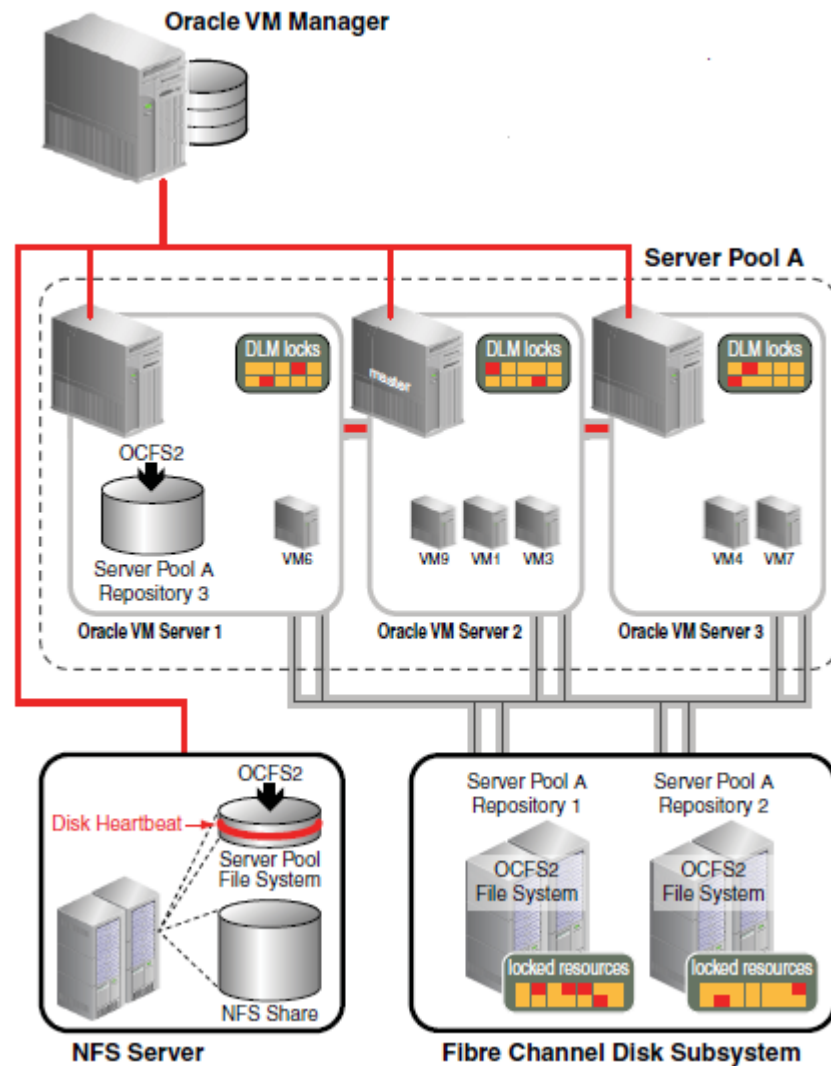 Oracle VM Manager
Server Pool A
DLM locks
DLM locks
DLM locks
master
OCFS2
Server Pool A
Repository 3
VM6
VM9
VM1
VM3
VM4
VM7
Oracle VM Server 1
Oracle VM Server 2
Oracle VM Server 3
OCFS2
Disk Heartbeat
Server Pool
File System
NFS Share
NFS Server
Server Pool A
Repository 1
Server Pool A
Repository 2
OCFS2
File System
OCFS2
File System
locked resources
locked resources
Fibre Channel Disk Subsystem